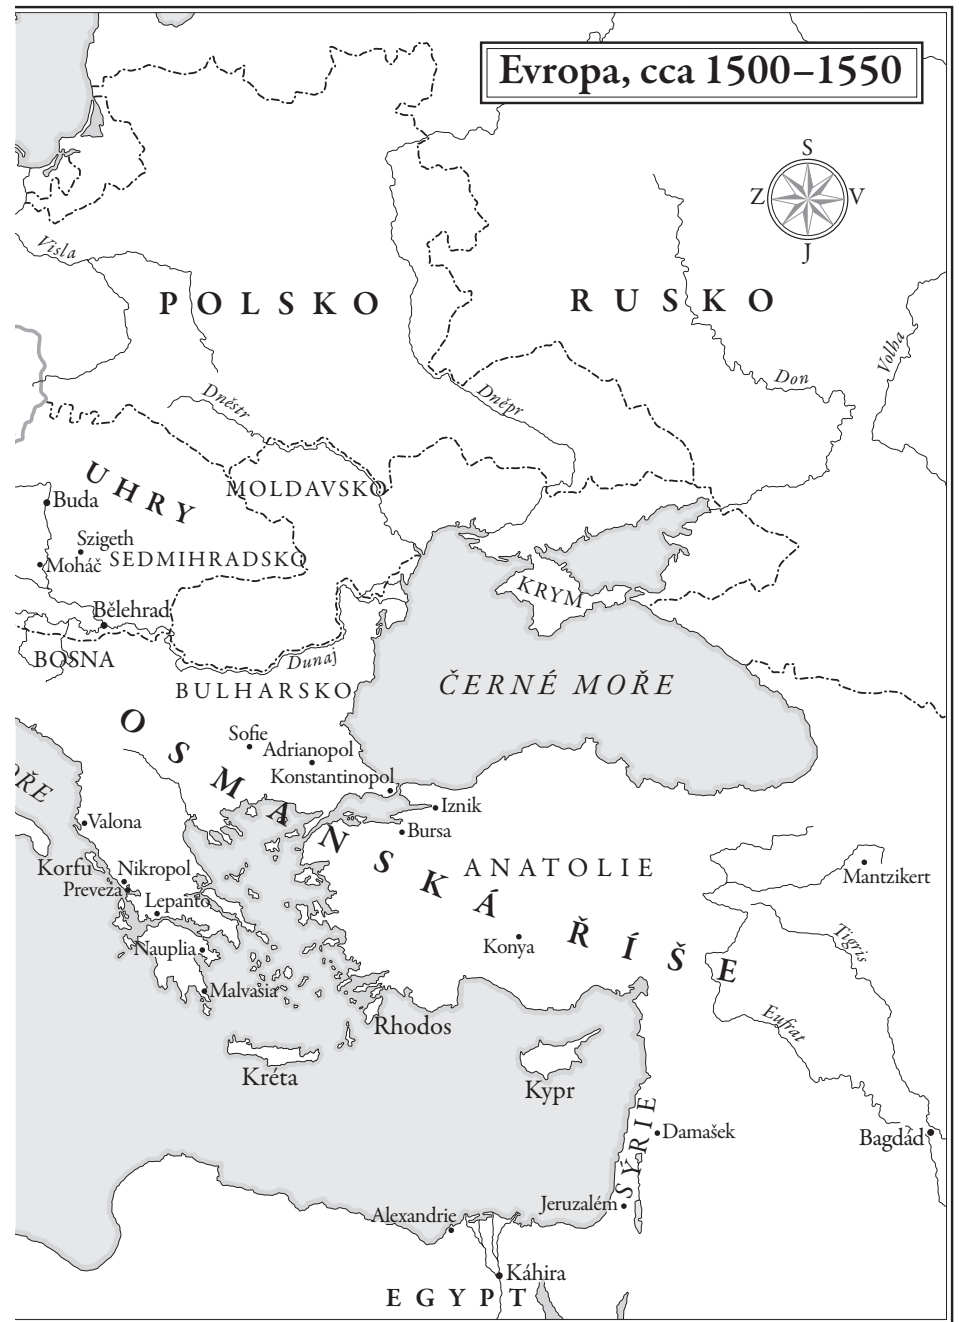 Evropa, cca 1500–1550
S
Z
V
J
Visla
POLSKO
RUSKO
Volha
Don
Dněstr
Dněpr
UHRY
MOLDAVSKO
Buda
Szigeth
SEDMIHRADSKO
Moháč
KRYM
Bělehrad
BOSNA
Dunaj
BULHARSKO
ČERNÉ MOŘE
OSMANSKÁ ŘÍŠE
Sofie
Adrianopol
Konstantinopol
OŘE
Iznik
Valona
Bursa
ANATOLIE
Korfu
Nikropol
Mantzikert
Preveza
Lepanto
Nauplia
Konya
Tigris
Malvasia
Eufrat
Rhodos
Kréta
Kypr
SÝRIE
Damašek
Bagdád
Jeruzalém
Alexandrie
Káhira
EGYPT